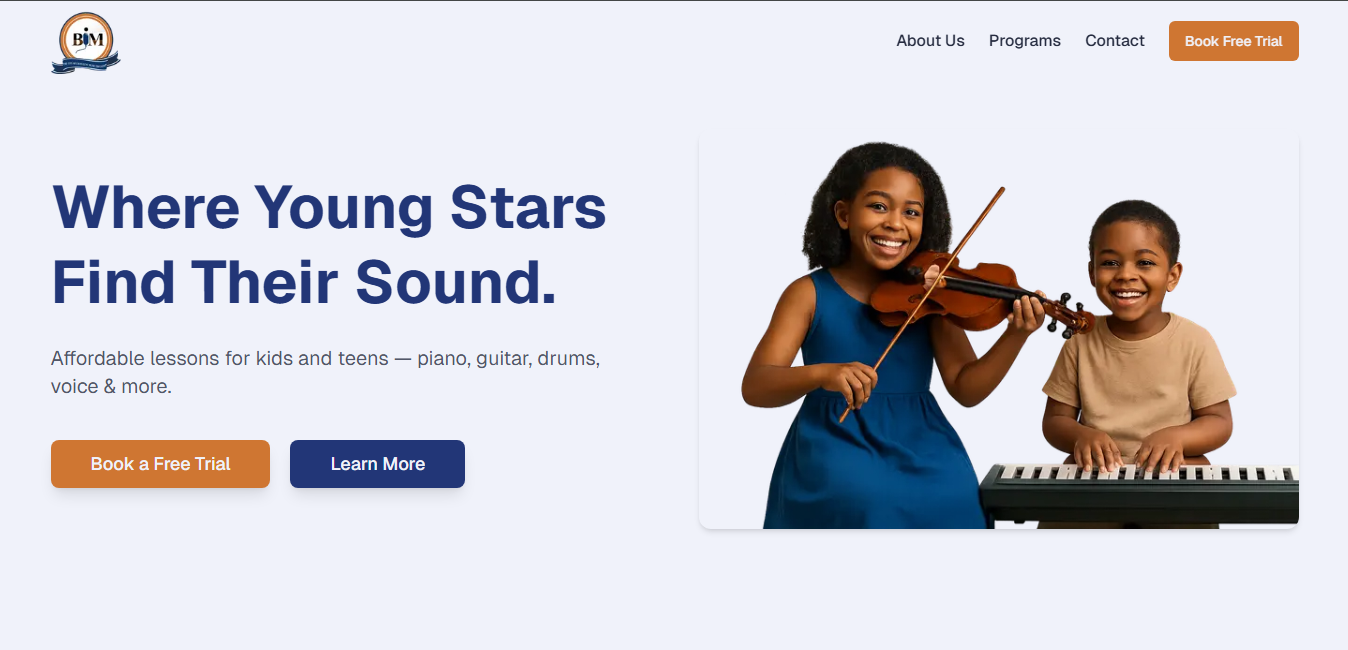 BIM
About Us
Programs
Contact
Book Free Trial
Where Young Stars
Find Their Sound.
Affordable lessons for kids and teens — piano, guitar, drums,
voice & more.
Book a Free Trial
Learn More